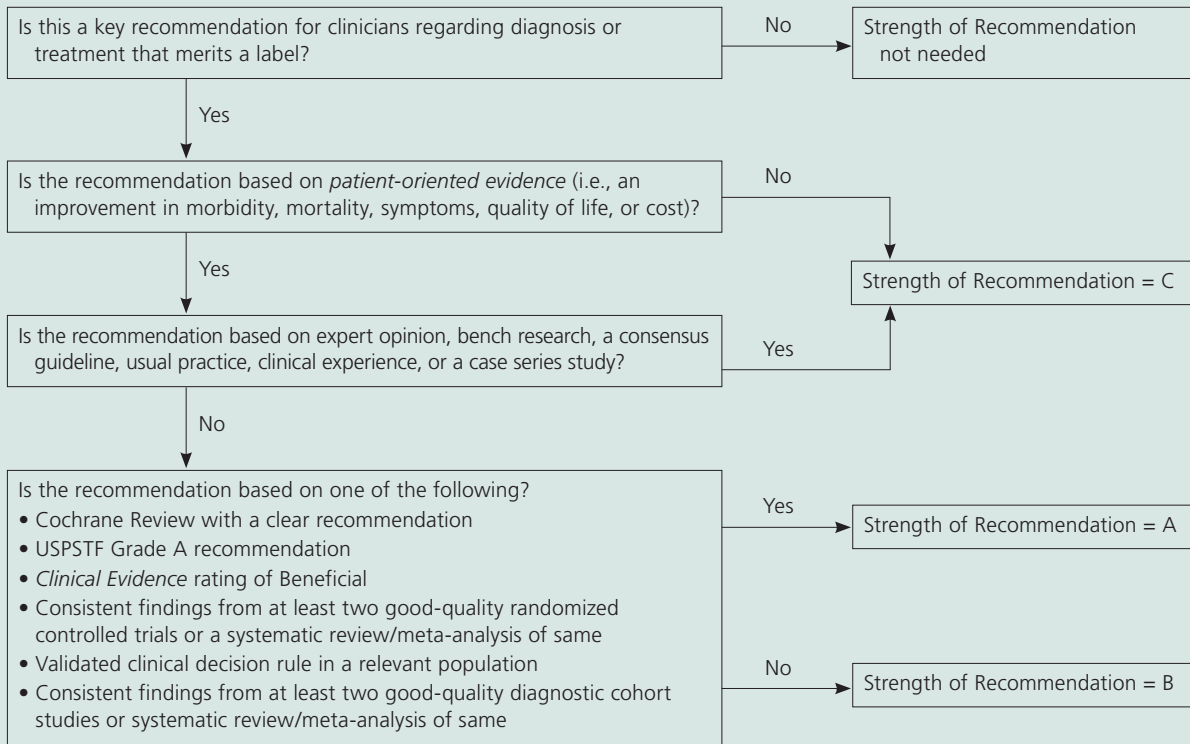 Is this a key recommendation for clinicians regarding diagnosis or
treatment that merits a label?
No
Strength of Recommendation
not needed
Yes
Is the recommendation based on patient-oriented evidence (i.e., an
improvement in morbidity, mortality, symptoms, quality of life, or cost)?
No
Yes
Strength of Recommendation = C
Is the recommendation based on expert opinion, bench research, a consensus
guideline, usual practice, clinical experience, or a case series study?
Yes
No
Is the recommendation based on one of the following?
• Cochrane Review with a clear recommendation
• USPSTF Grade A recommendation
• Clinical Evidence rating of Beneficial
• Consistent findings from at least two good-quality randomized
controlled trials or a systematic review/meta-analysis of same
• Validated clinical decision rule in a relevant population
• Consistent findings from at least two good-quality diagnostic cohort
studies or systematic review/meta-analysis of same
Yes
Strength of Recommendation = A
No
Strength of Recommendation = B